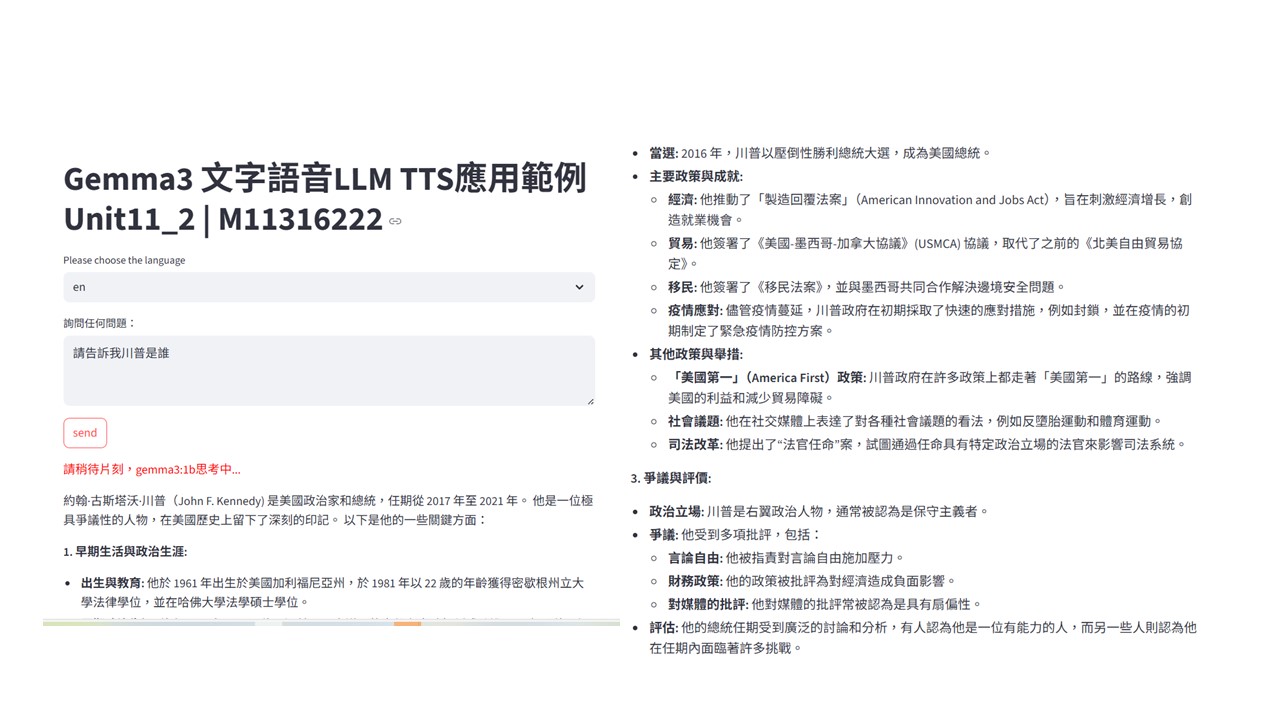 Gemma3 文字語音LLM TTS應用範例
Unit11_2 | M11316222
Please choose the language
en
詢問任何問題：
請告訴我川普是誰
send
請稍待片刻，gemma3:1b思考中...
約翰·古斯塔沃·川普（John F. Kennedy) 是美國政治家和總統，任期從 2017 年至 2021 年。 他是一位極
具爭議性的人物，在美國歷史上留下了深刻的印記。 以下是他的一些關鍵方面：
1. 早期生活與政治生涯:
• 出生與教育: 他於 1961 年出生於美國加利福尼亞州，於 1981 年以 22 歲的年齡獲得密歇根州立大
學法律學位，並在哈佛大學法學碩士學位。
• 當選: 2016 年，川普以壓倒性勝利總統大選，成為美國總統。
• 主要政策與成就:
◦ 經濟: 他推動了「製造回覆法案」（American Innovation and Jobs Act），旨在刺激經濟增長，創
造就業機會。
◦ 貿易: 他簽署了《美國-墨西哥-加拿大協議》(USMCA) 協議，取代了之前的《北美自由貿易協
定》。
◦ 移民: 他簽署了《移民法案》，並與墨西哥共同合作解決邊境安全問題。
◦ 疫情應對: 儘管疫情蔓延，川普政府在初期採取了快速的應對措施，例如封鎖，並在疫情的初
期制定了緊急疫情防控方案。
• 其他政策與舉措:
◦ 「美國第一」（America First）政策: 川普政府在許多政策上都走著「美國第一」的路線，強調
美國的利益和減少貿易障礙。
◦ 社會議題: 他在社交媒體上表達了對各種社會議題的看法，例如反墮胎運動和體育運動。
◦ 司法改革: 他提出了“法官任命”案，試圖通過任命具有特定政治立場的法官來影響司法系統。
3. 爭議與評價:
• 政治立場: 川普是右翼政治人物，通常被認為是保守主義者。
• 爭議: 他受到多項批評，包括：
◦ 言論自由: 他被指責對言論自由施加壓力。
◦ 財務政策: 他的政策被批評為對經濟造成負面影響。
◦ 對媒體的批評: 他對媒體的批評常被認為是具有扇偏性。
• 評估: 他的總統任期受到廣泛的討論和分析，有人認為他是一位有能力的人，而另一些人則認為他
在任期內面臨著許多挑戰。